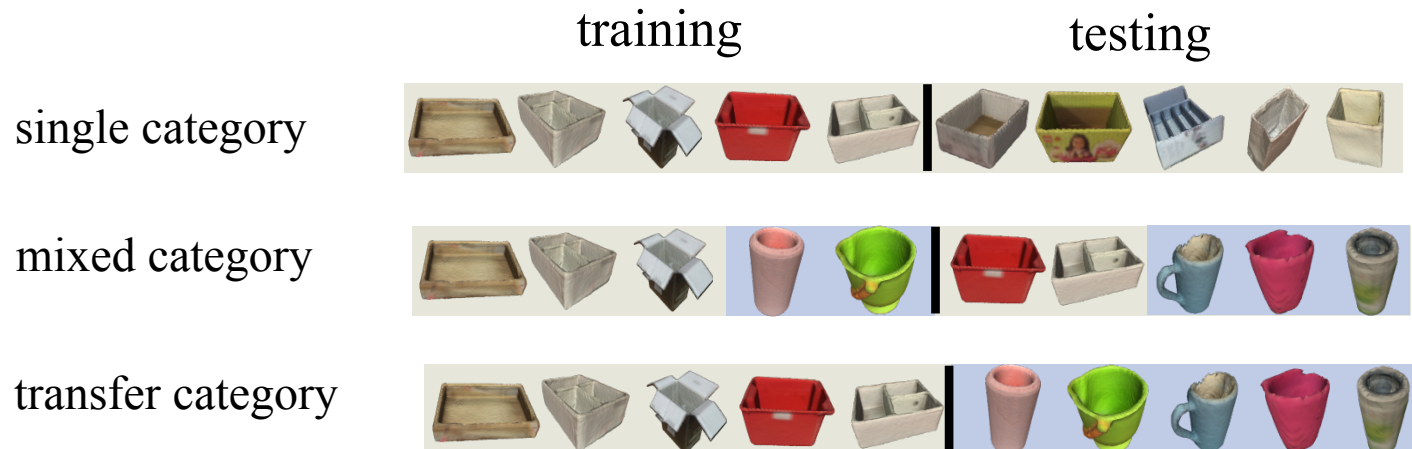 training
testing
single category
mixed category
transfer category